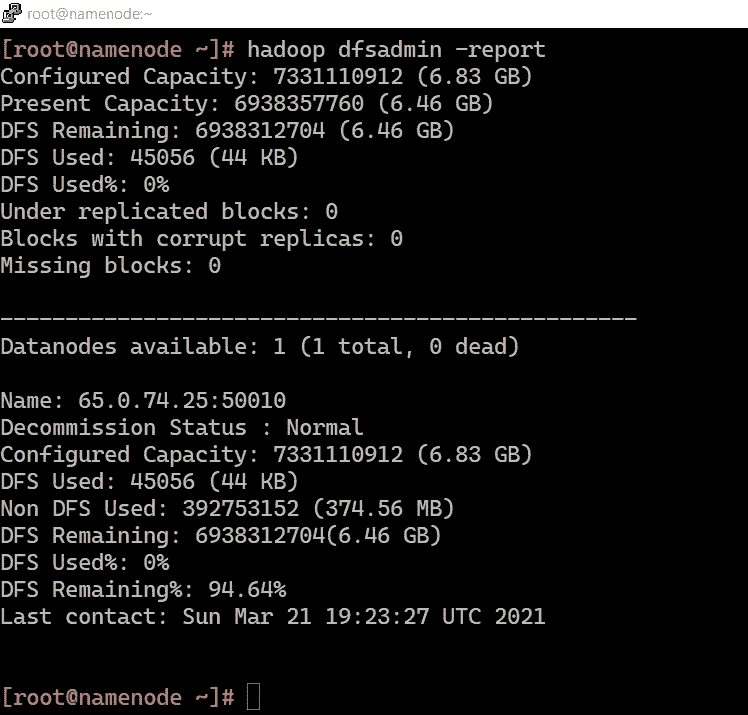 root@namenode:~
[root@namenode ~]# hadoop dfsadmin -report
Configured Capacity: 7331110912 (6.83 GB)
Present Capacity: 6938357760 (6.46 GB)
DFS Remaining: 6938312704 (6.46 GB)
DFS Used: 45056 (44 KB)
DFS Used%: 0%
Under replicated blocks: 0
Blocks with corrupt replicas: 0
Missing blocks: 0
-------------------------------------------------
Datanodes available: 1 (1 total, 0 dead)
Name: 65.0.74.25:50010
Decommission Status : Normal
Configured Capacity: 7331110912 (6.83 GB)
DFS Used: 45056 (44 KB)
Non DFS Used: 392753152 (374.56 MB)
DFS Remaining: 6938312704(6.46 GB)
DFS Used%: 0%
DFS Remaining%: 94.64%
Last contact: Sun Mar 21 19:23:27 UTC 2021
[root@namenode ~]#